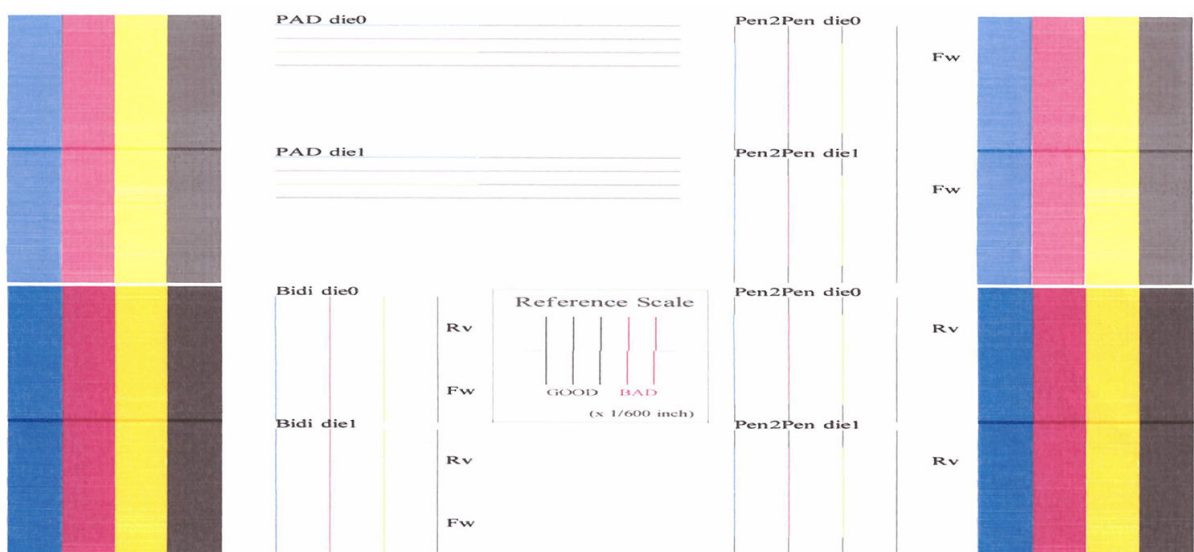 PAD die0
Pen2Pen die0
Fw
PAD die1
Pen2Pen die1
Fw
Bidi die0
Reference Scale
Pen2Pen die0
Rv
Rv
GOOD BAD
Fw
(x 1/600 inch)
Bidi die1
Pen2Pen die1
Rv
Rv
Fw